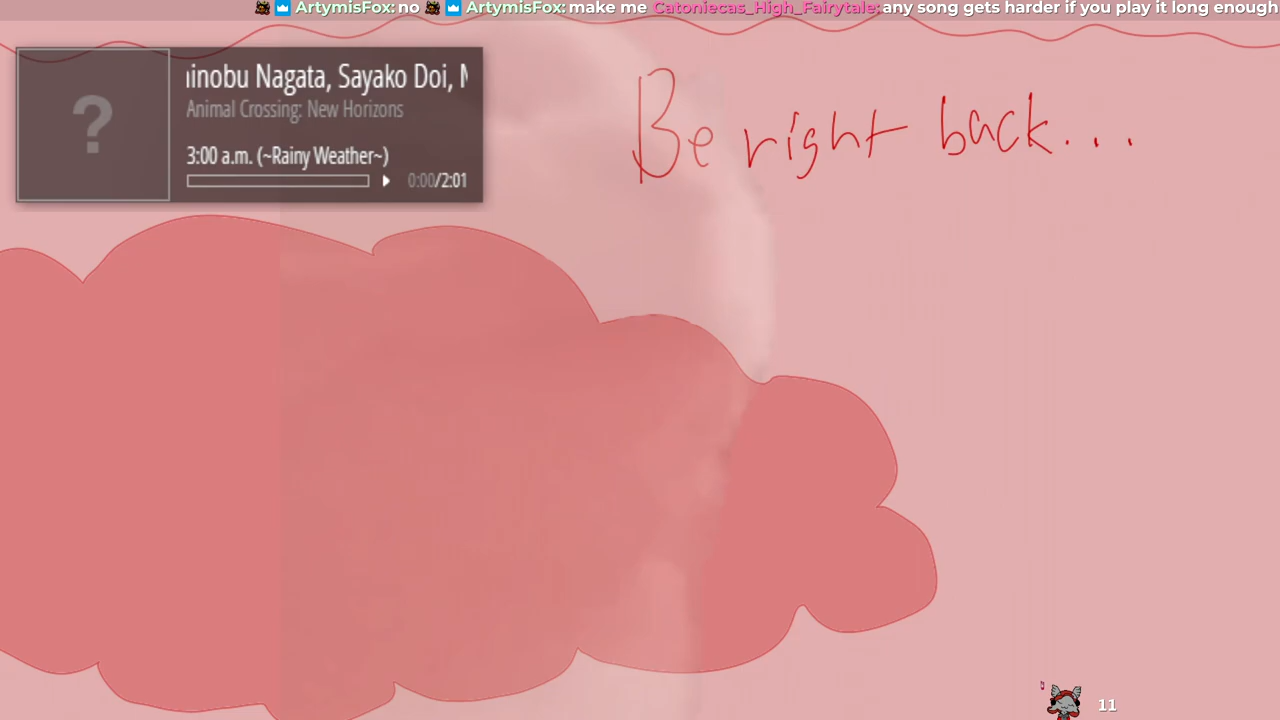 ArtymisFox: no ArtymisFox: make me Catoniecas_High_Fairytale: any song gets harder if you play it long enough
Nagata, Sayako Doi,
Animal Crossing: New Horizons
3:00 a.m. (~Rainy Weather~)
0:00/2:01
Be right back...
11